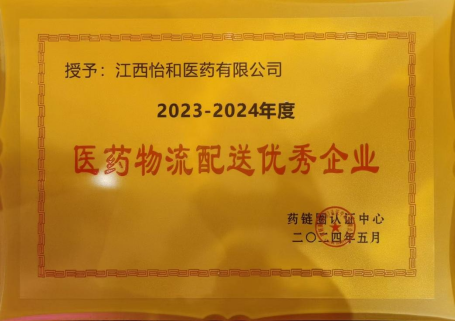 授予：江西怡和医药有限公司
2023-2024年度
医药物流配送优秀企业
药链圈认证中心
二〇二四年五月